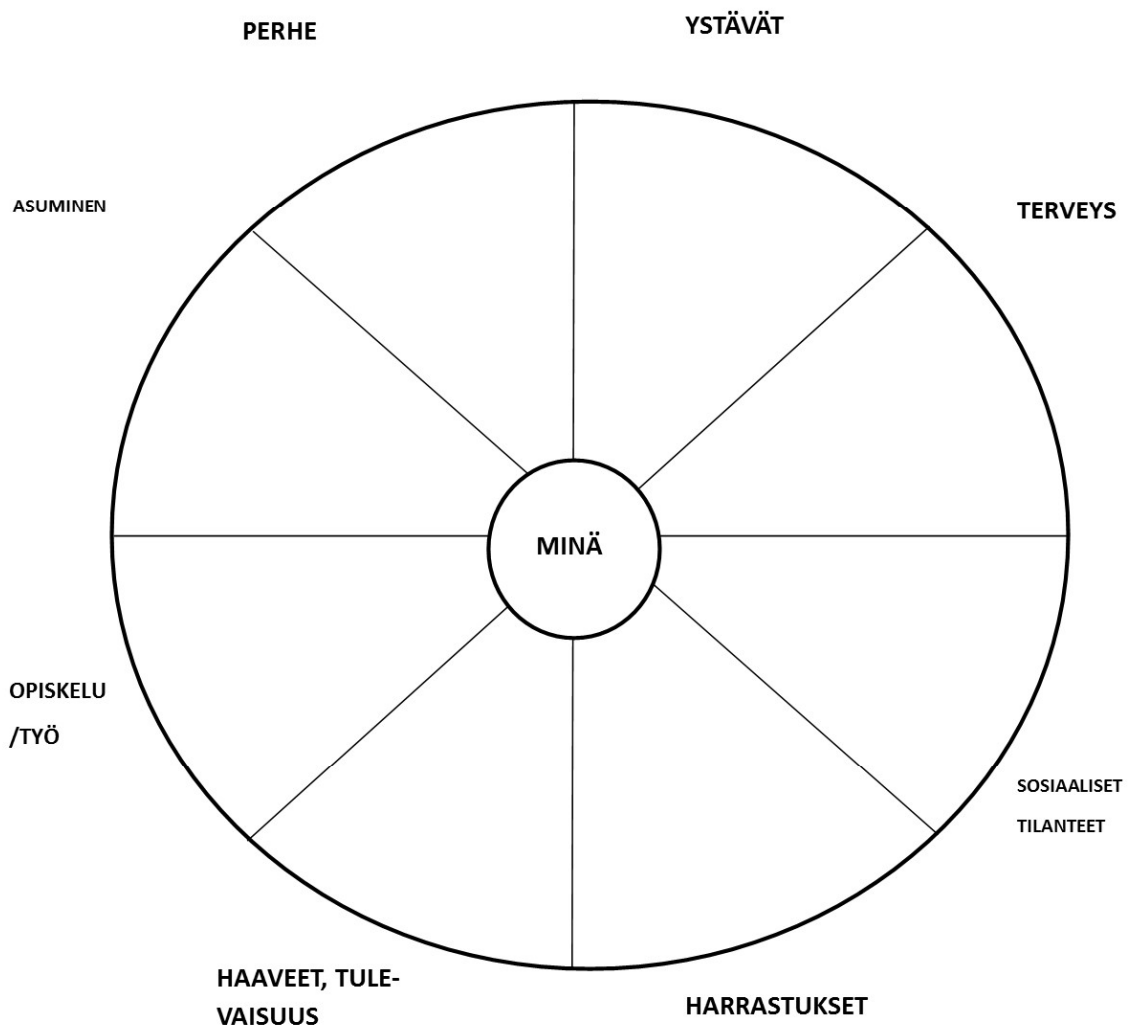 PERHE
YSTÄVÄT
ASUMINEN
TERVEYS
MINÄ
OPISKELU
/TYÖ
SOSIAALISET
TILANTEET
HAAVEET, TULE-
VAISUUS
HARRASTUKSET